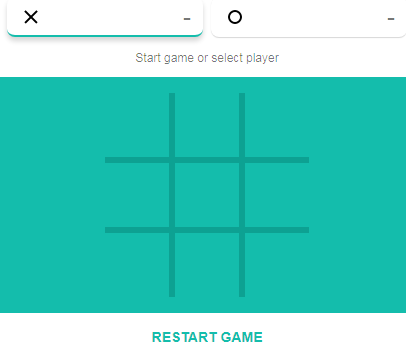 - -
Start game or select player
RESTART GAME